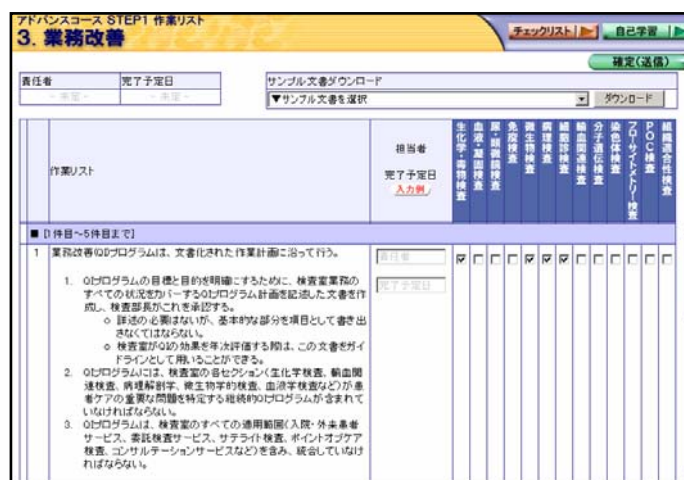 アドバンスコース STEP1 作業リスト
3. 業務改善
チェックリスト
自己学習
確定(送信)
責任者 完了予定日
- 未定 - - 未定 -
サンプル文書ダウンロード
▼サンプル文書を選択 ダウンロード
作業リスト
担当者
完了予定日
入力例
生化学・毒物検査
血液・凝固検査
尿・顕微鏡検査
免疫検査
微生物検査
病理検査
細胞診検査
輸血関連検査
分子遺伝検査
染色体検査
フローサイトメトリー検査
POC検査
組織適合性検査
■ [1件目～5件目まで]
1 業務改善(QI)プログラムは、文書化された作業計画に沿って行う。
責任者
完了予定日
1. QIプログラムの目標と目的を明確にするために、検査室業務の
すべての状況をカバーするQIプログラム計画を記述した文書を作
成し、検査部長がこれを承認する。
○ 詳述の必要はないが、基本的な部分を項目として書き出
さなくてはならない。
○ 検査室がQIの効果を年次評価する際は、この文書をガイ
ドラインとして用いることができる。
2. QIプログラムには、検査室の各セクション(生化学検査、輸血関
連検査、病理解剖学、微生物学的検査、血液学検査など)が患
者ケアの重要な問題を特定する継続的QIプログラムが含まれて
いなければならない。
3. QIプログラムは、検査室のすべての適用範囲(入院・外来患者
サービス、委託検査サービス、サテライト検査、ポイントオブケア
検査、コンサルテーションサービスなど)を含み、統合していなけ
ればならない。